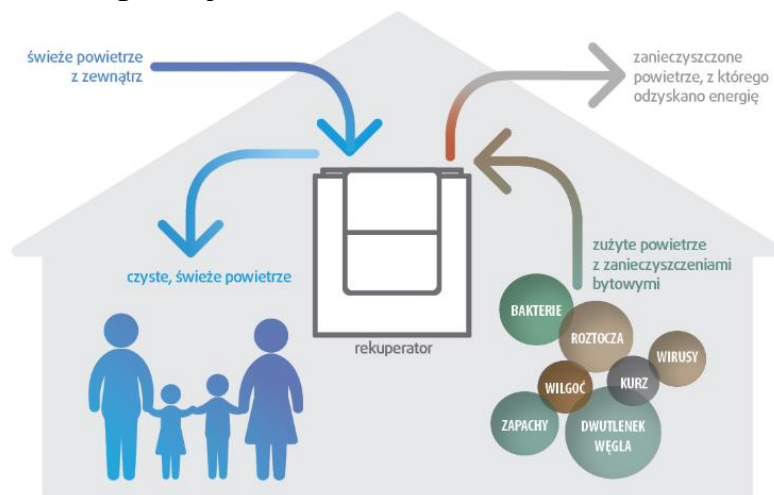 świeże powietrze
z zewnątrz
zanieczyszczone
powietrze, z którego
odzyskano energię
czyste, świeże powietrze
zużyte powietrze
z zanieczyszczeniami
bytowymi
rekuperator
BAKTERIE
ROZTOCZA
WIRUSY
WILGOĆ
KURZ
ZAPACHY
DWUTLENEK
WĘGLA